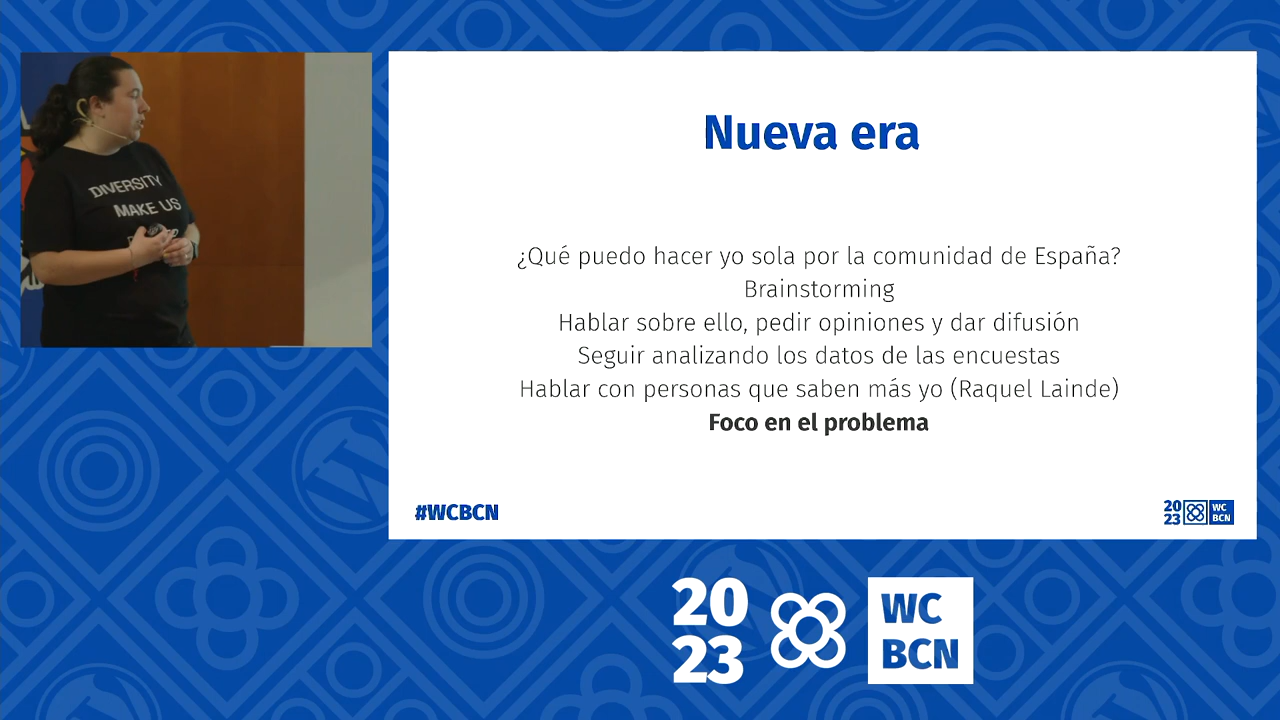 DIVERSITY
MAKE US
Nueva era
¿Qué puedo hacer yo sola por la comunidad de España?
Brainstorming
Hablar sobre ello, pedir opiniones y dar difusión
Seguir analizando los datos de las encuestas
Hablar con personas que saben más yo (Raquel Lainde)
Foco en el problema
#WCBCN
20
23
WC
BCN
20
23
WC
BCN